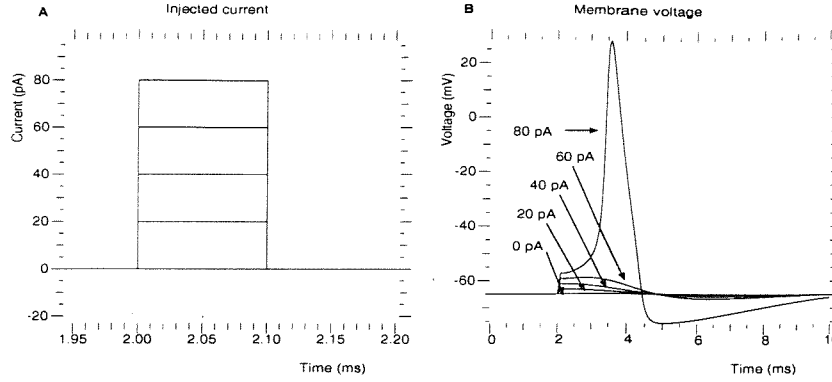 A
Injected current
Current (pA)
80
60
40
20
0
-20
1.95
2.00
2.05
2.10
2.15
2.20
Time (ms)
B
Membrane voltage
Voltage (mV)
20
0
-20
-40
-60
80 pA
60 pA
40 pA
20 pA
0 pA
0
2
4
6
8
10
Time (ms)